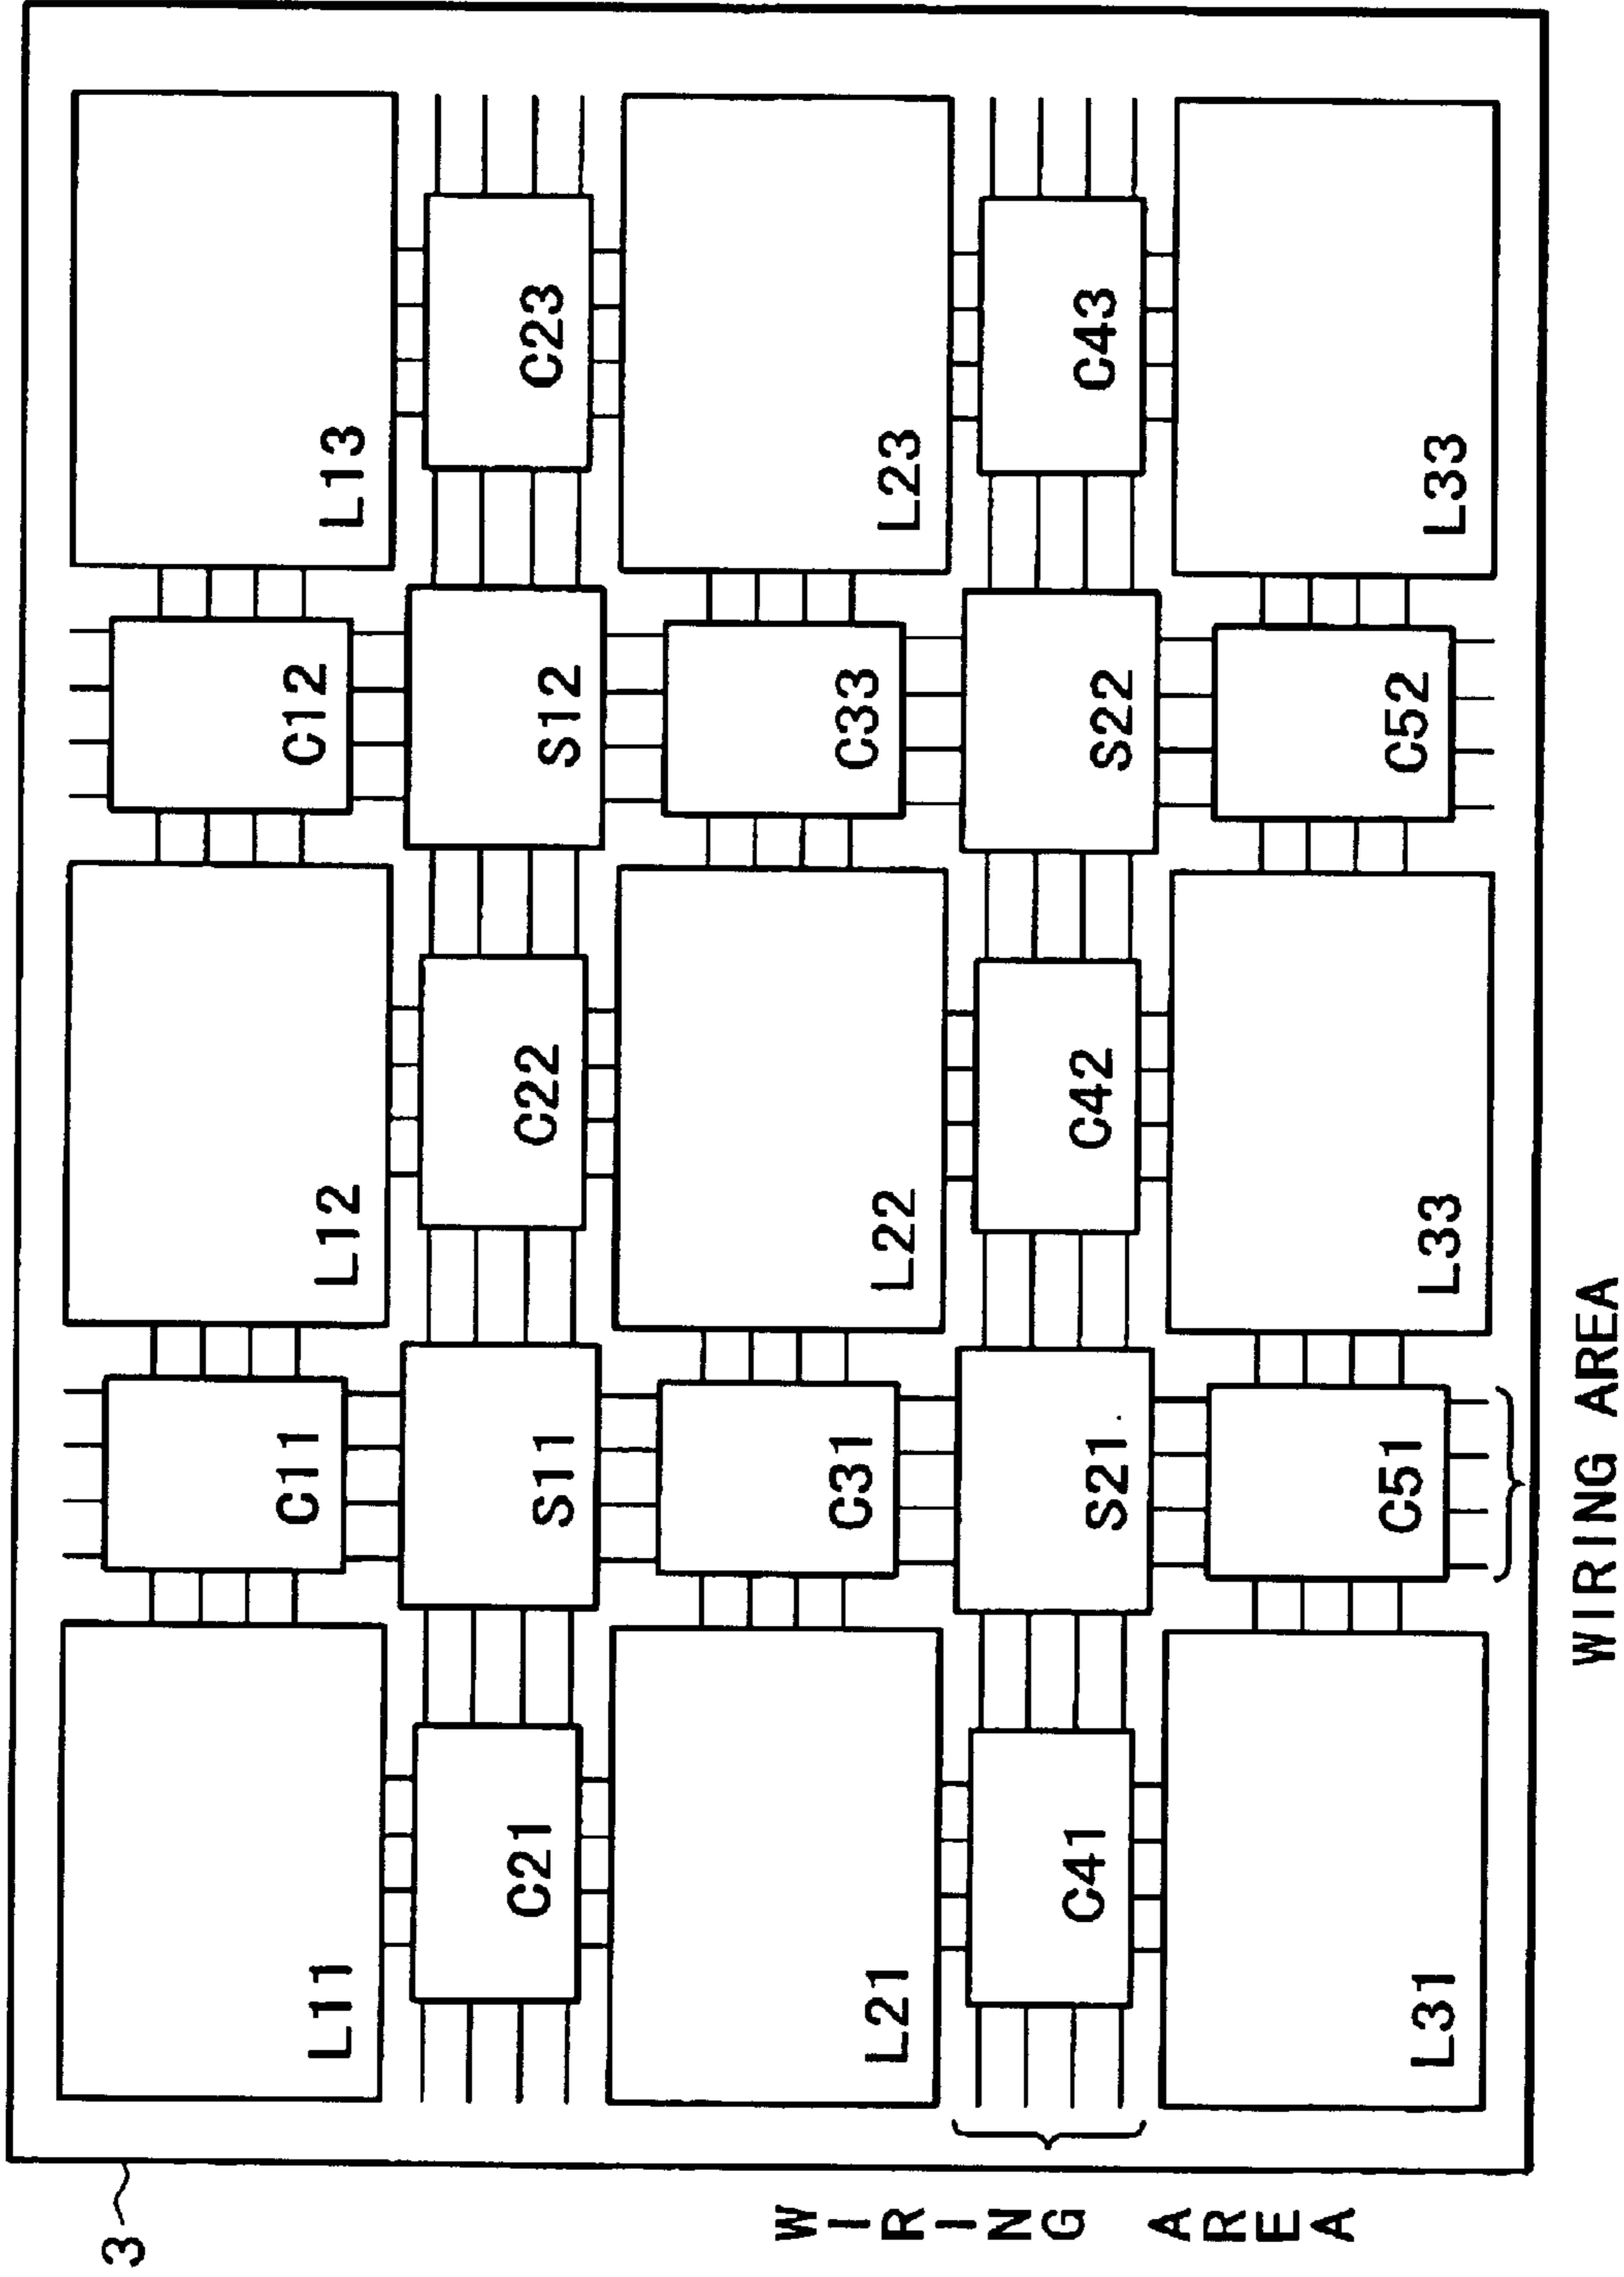 3
L11
C11
L12
C12
L13
C21
S11
C22
S12
C23
L21
C31
L22
C33
L23
C41
S21
C42
S22
C43
L31
C51
L33
C52
L33
WIRING AREA
WIRING AREA